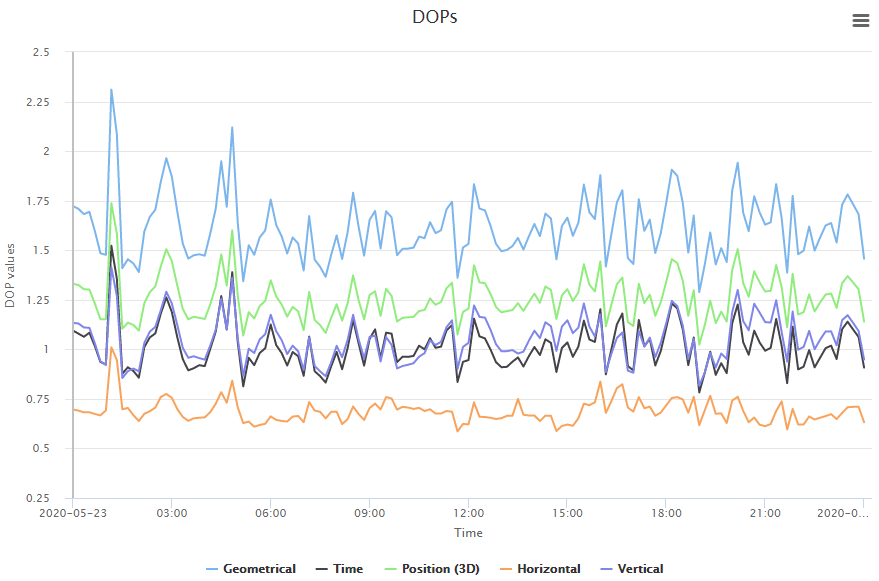 DOPs
2.5
2.25
2
1.75
1.5
1.25
1
0.75
0.5
0.25
DOP values
2020-05-23 03:00 06:00 09:00 12:00 15:00 18:00 21:00 2020-0...
Time
Geometrical Time Position (3D) Horizontal Vertical